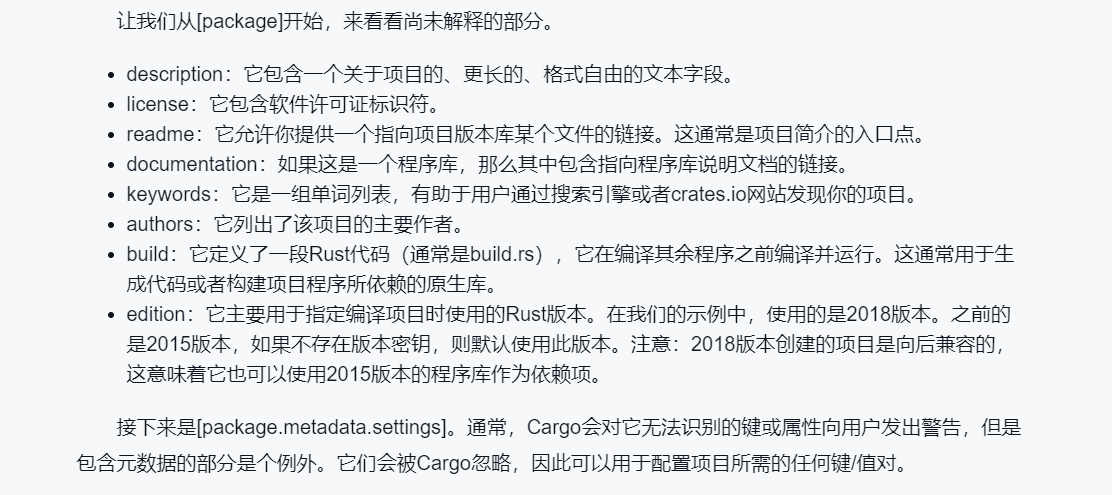 让我们从[package]开始，来看看尚未解释的部分。
• description：它包含一个关于项目的、更长的、格式自由的文本字段。
• license：它包含软件许可证标识符。
• readme：它允许你提供一个指向项目版本库某个文件的链接。这通常是项目简介的入口点。
• documentation：如果这是一个程序库，那么其中包含指向程序库说明文档的链接。
• keywords：它是一组单词列表，有助于用户通过搜索引擎或者crates.io网站发现你的项目。
• authors：它列出了该项目的主要作者。
• build：它定义了一段Rust代码（通常是build.rs），它在编译其余程序之前编译并运行。这通常用于生
成代码或者构建项目程序所依赖的原生库。
• edition：它主要用于指定编译项目时使用的Rust版本。在我们的示例中，使用的是2018版本。之前的
是2015版本，如果不存在版本密钥，则默认使用此版本。注意：2018版本创建的项目是向后兼容的，
这意味着它也可以使用2015版本的程序库作为依赖项。
接下来是[package.metadata.settings]。通常，Cargo会对它无法识别的键或属性向用户发出警告，但是
包含元数据的部分是个例外。它们会被Cargo忽略，因此可以用于配置项目所需的任何键/值对。